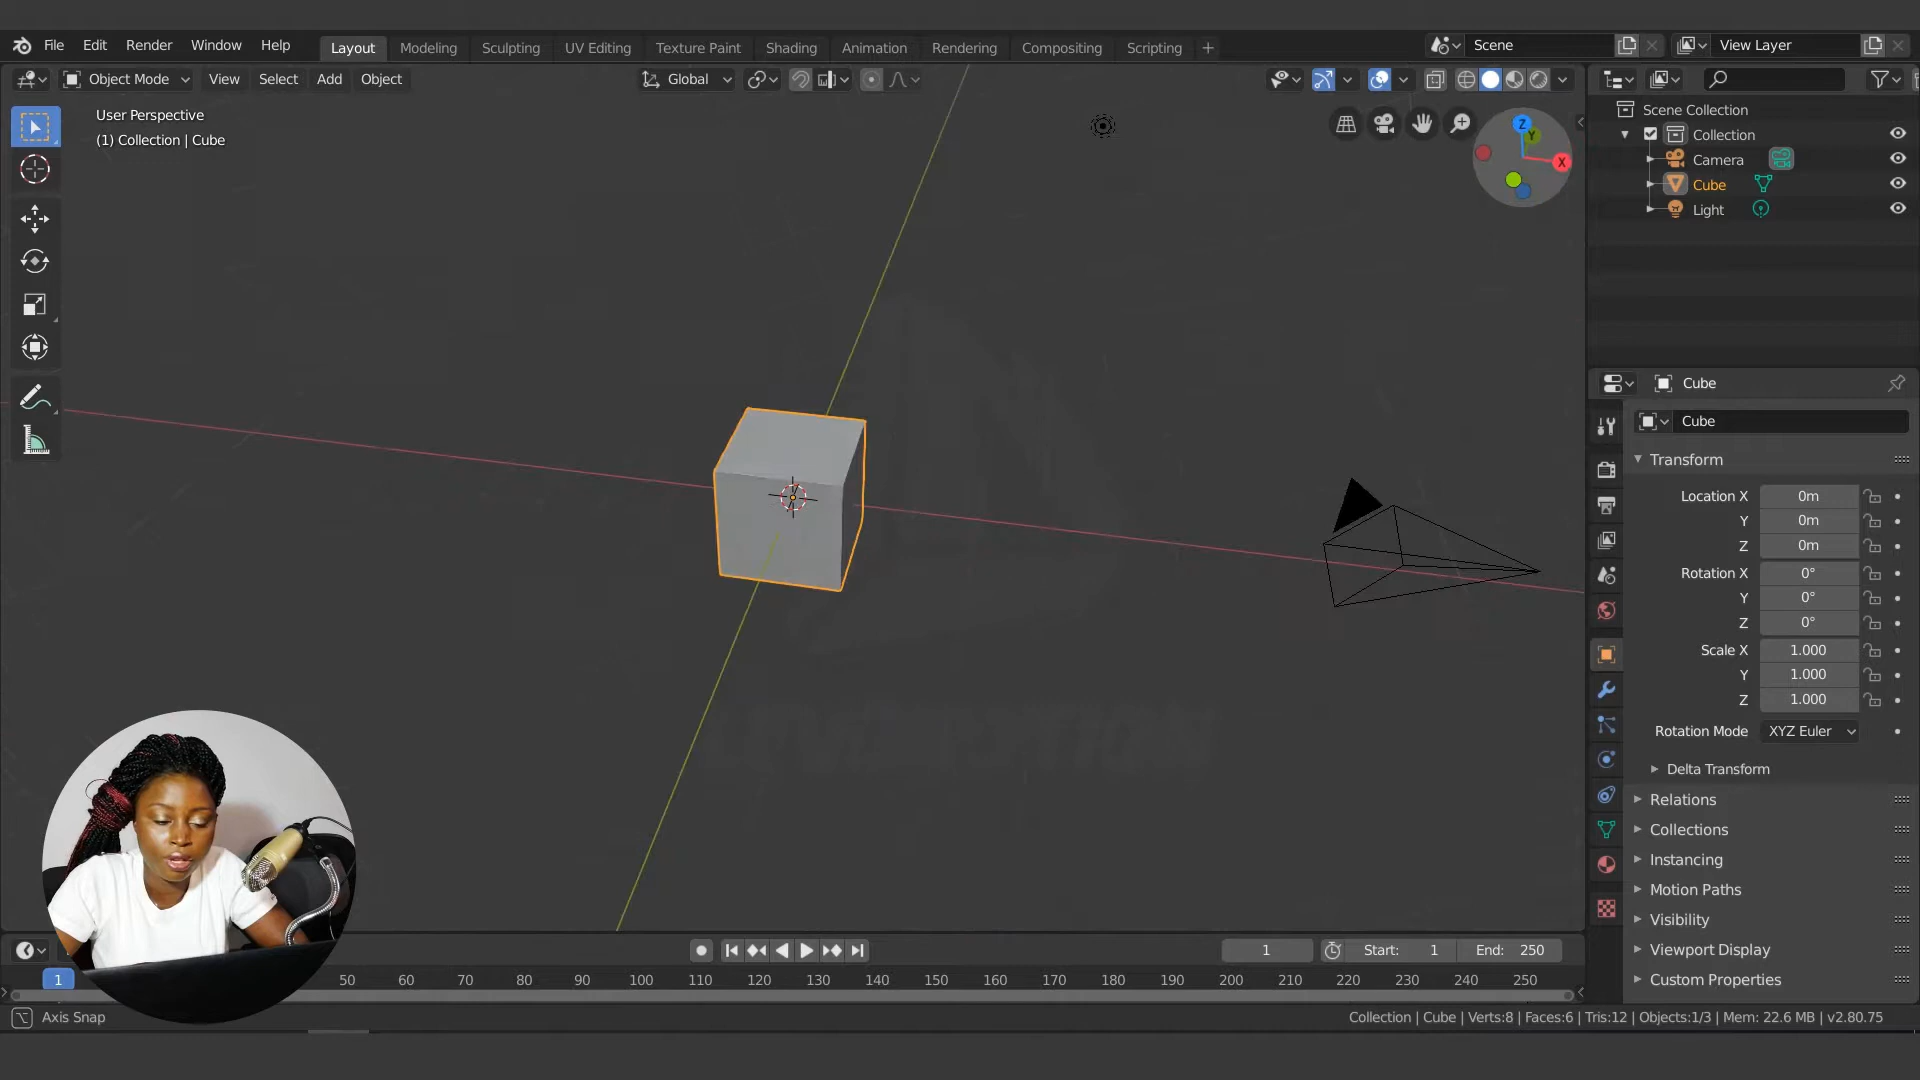 File Edit Render Window Help Layout Modeling Sculpting UV Editing Texture Paint Shading Animation Rendering Compositing Scripting + Scene View Layer
Object Mode View Select Add Object Global
User Perspective
(1) Collection | Cube
Z
Y
X
Scene Collection
Collection
Camera
Cube
Light
Cube
Cube
Transform
Location X 0m
Y 0m
Z 0m
Rotation X 0°
Y 0°
Z 0°
Scale X 1.000
Y 1.000
Z 1.000
Rotation Mode XYZ Euler
Delta Transform
Relations
Collections
Instancing
Motion Paths
Visibility
Viewport Display
Custom Properties
1 Start: 1 End: 250
1 50 60 70 80 90 100 110 120 130 140 150 160 170 180 190 200 210 220 230 240 250
Axis Snap
Collection | Cube | Verts:8 | Faces:6 | Tris:12 | Objects:1/3 | Mem: 22.6 MB | v2.80.75